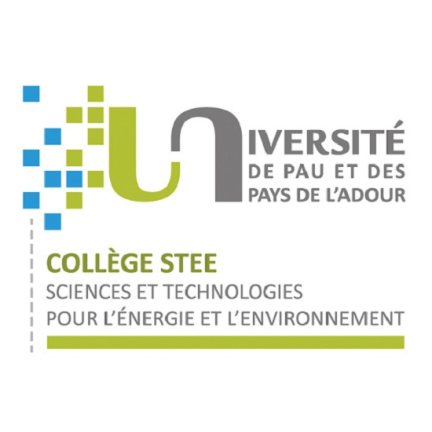 UNIVERSITÉ
DE PAU ET DES
PAYS DE L'ADOUR
COLLÈGE STEE
SCIENCES ET TECHNOLOGIES
POUR L'ÉNERGIE ET L'ENVIRONNEMENT